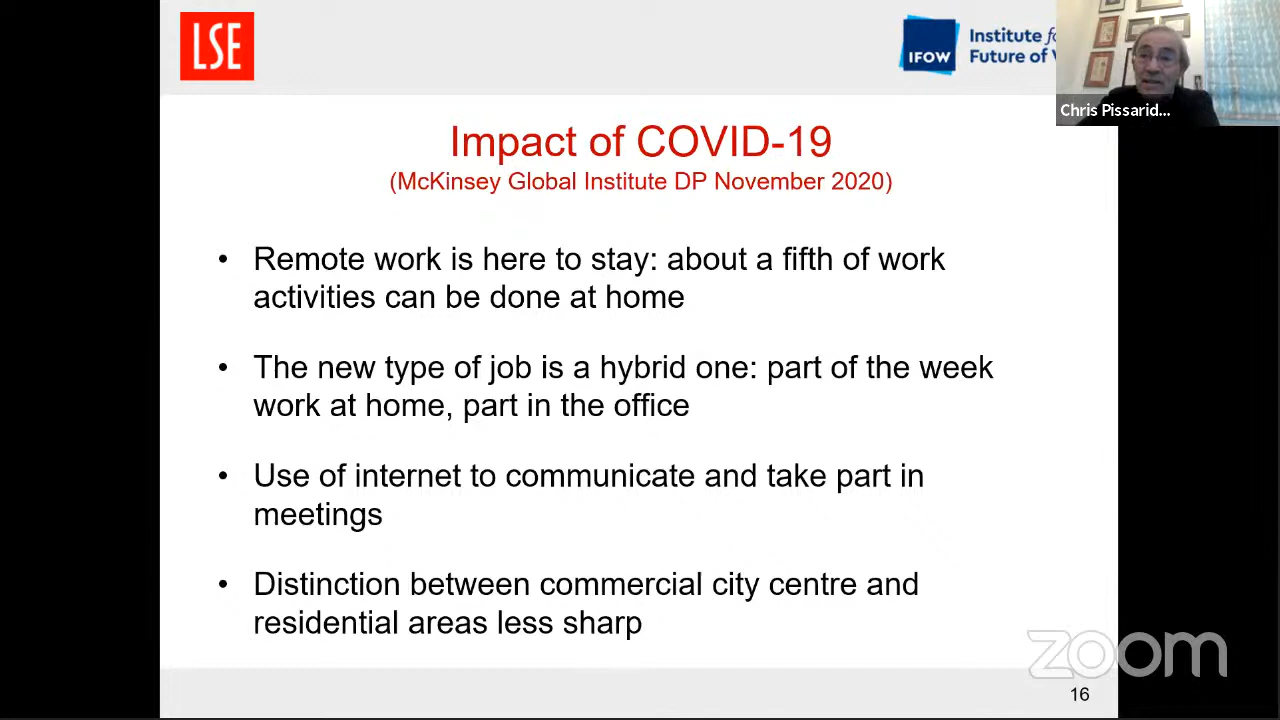 LSE
IFOW
Institute for
Future of
Chris Pissarid...
Impact of COVID-19
(McKinsey Global Institute DP November 2020)
• Remote work is here to stay: about a fifth of work
activities can be done at home
• The new type of job is a hybrid one: part of the week
work at home, part in the office
• Use of internet to communicate and take part in
meetings
• Distinction between commercial city centre and
residential areas less sharp
zoom
16